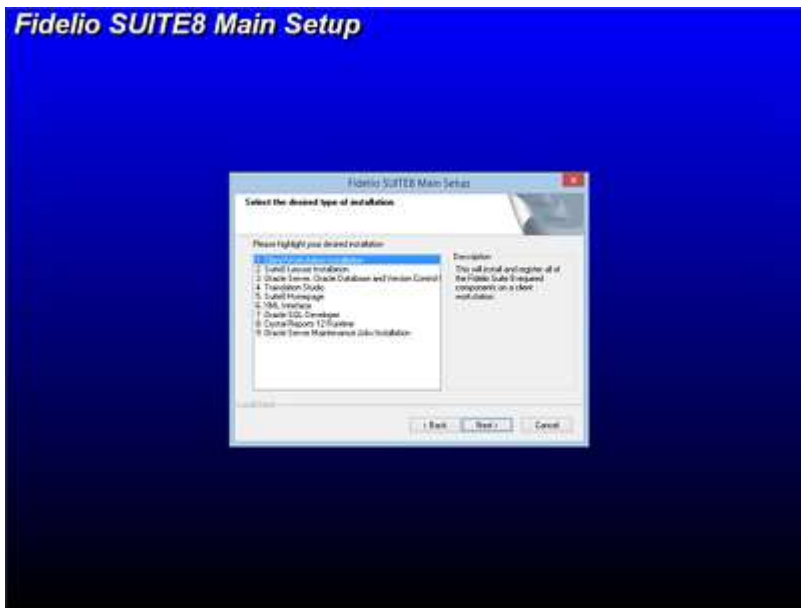 Fidelio SUITE8 Main Setup
Fidelio SUITE8 Main Setup
Select the desired type of installation
Please highlight your desired installation
1. Client/Workstation Installation
2. Suite8 Leisure Installation
3. Oracle Server, Oracle Database and Version Control I
4. Translation Studio
5. Suite8 Homepage
6. XML Interface
7. Oracle SQL Developer
8. Crystal Reports 12 Runtime
9. Oracle Server Maintenance Jobs Installation
Description
This will install and register all of
the Fidelio Suite 8 required
components on a client
workstation.
InstallShield
< Back
Next >
Cancel